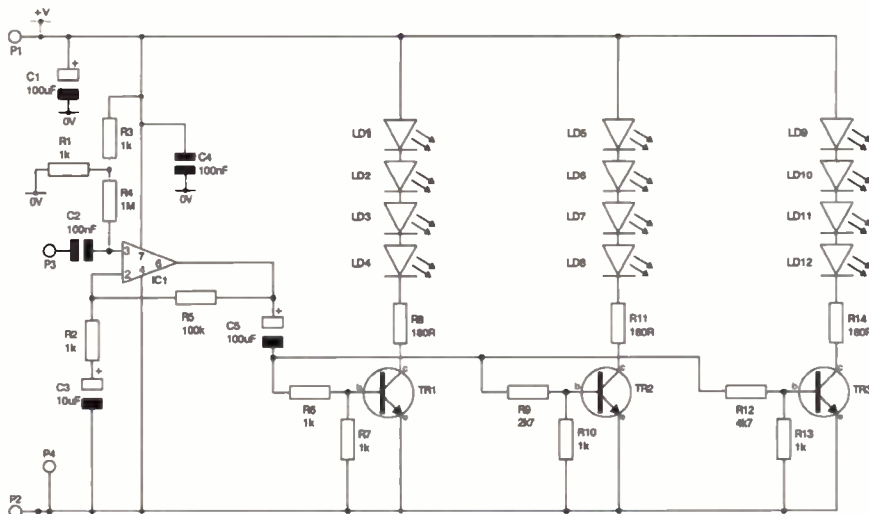 +V
P1
C1
100uF
+
0V
R3
1k
R1
1k
0V
R4
1M
C4
100nF
0V
C2
100nF
P3
3
2
7
4
6
IC1
R5
100k
R2
1k
+
C3
10uF
+
C5
100uF
P4
P2
LD1
LD2
LD3
LD4
R8
180R
R6
1k
R7
1k
b
c
e
TR1
LD5
LD6
LD7
LD8
R11
180R
R9
2k7
R10
1k
b
c
e
TR2
LD9
LD10
LD11
LD12
R14
180R
R12
4k7
R13
1k
b
c
e
TR3